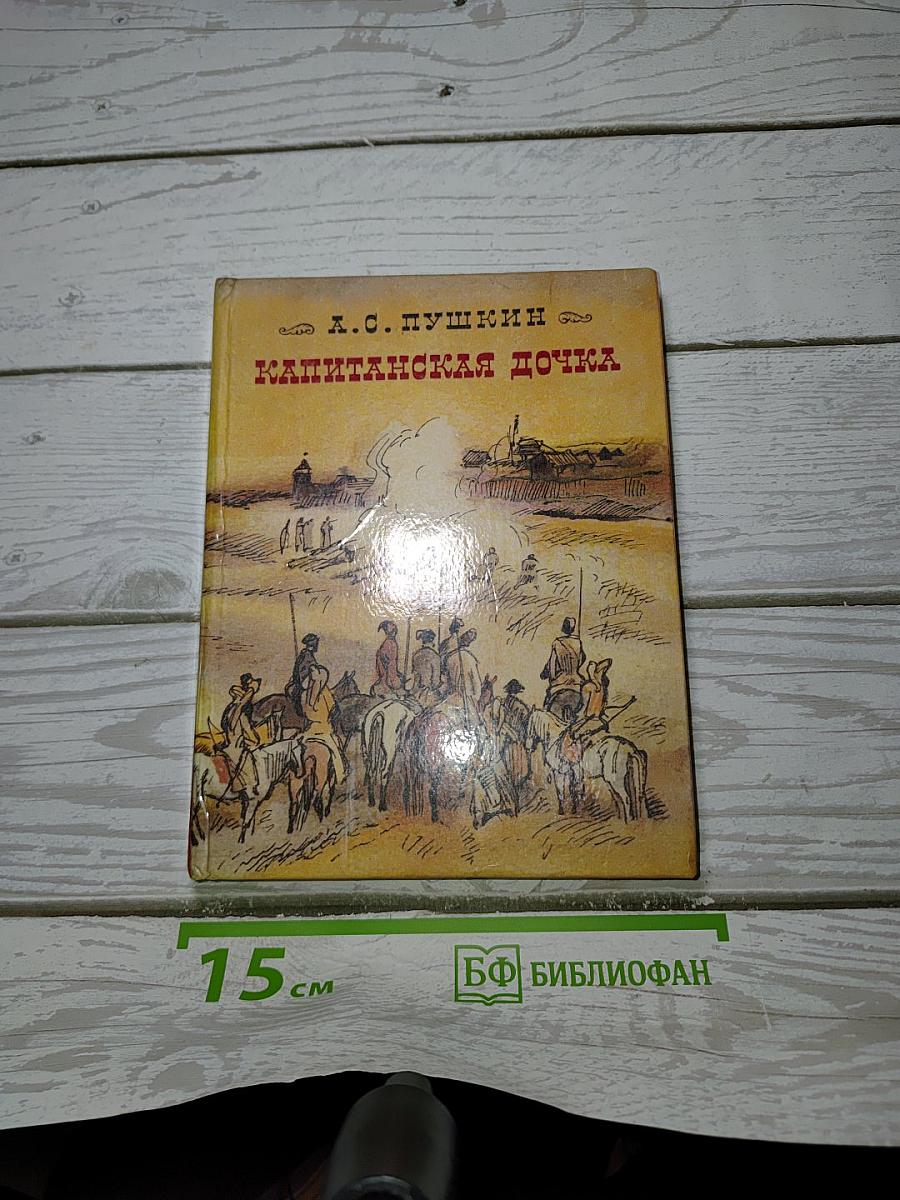 А.С. ПУШКИН
КАПИТАНСКАЯ ДОЧКА
15 см
БФ БИБЛИОФАН